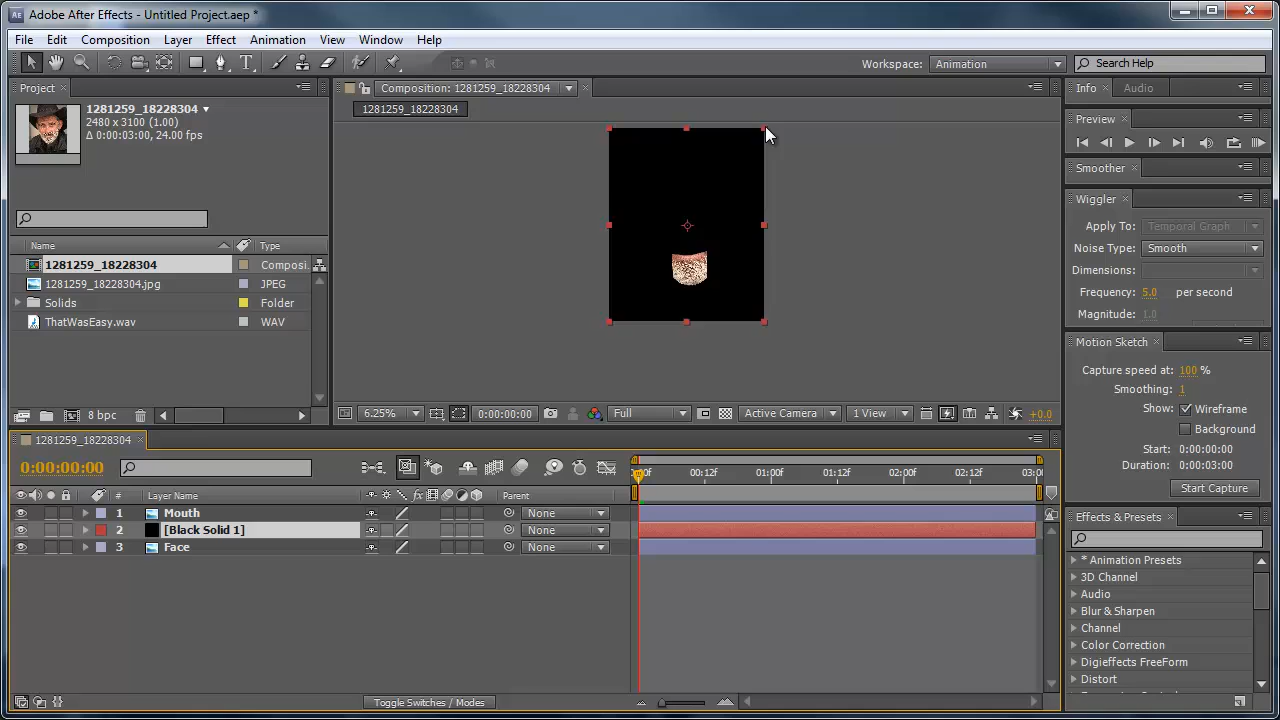 Adobe After Effects - Untitled Project.aep *
File Edit Composition Layer Effect Animation View Window Help
Workspace: Animation Search Help
Project
Composition: 1281259_18228304
Info Audio
1281259_18228304
2480 x 3100 (1.00)
Δ 0:00:03:00, 24.00 fps
1281259_18228304
Preview
Smoother
Wiggler
Apply To: Temporal Graph
Noise Type: Smooth
Dimensions:
Frequency: 5.0 per second
Magnitude: 1.0
Name Type
1281259_18228304 Composi
1281259_18228304.jpg JPEG
Solids Folder
ThatWasEasy.wav WAV
8 bpc
6.25% 0:00:00:00 Full Active Camera 1 View +0.0
Motion Sketch
Capture speed at: 100 %
Smoothing: 1
Show: Wireframe
Background
Start: 0:00:00:00
Duration: 0:00:03:00
Start Capture
1281259_18228304
0:00:00:00
00:12f 01:00f 01:12f 02:00f 02:12f
# Layer Name Parent
1 Mouth None
2 [Black Solid 1] None
3 Face None
Toggle Switches / Modes
Effects & Presets
* Animation Presets
3D Channel
Audio
Blur & Sharpen
Channel
Color Correction
Digieffects FreeForm
Distort